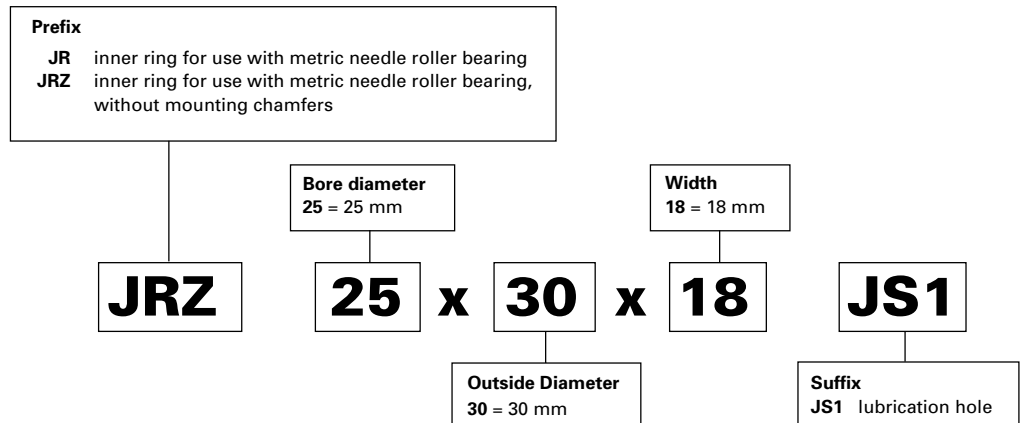 Prefix
JR inner ring for use with metric needle roller bearing
JRZ inner ring for use with metric needle roller bearing,
without mounting chamfers
Bore diameter
25 = 25 mm
Width
18 = 18 mm
JRZ 25 x 30 x 18 JS1
Outside Diameter
30 = 30 mm
Suffix
JS1 lubrication hole